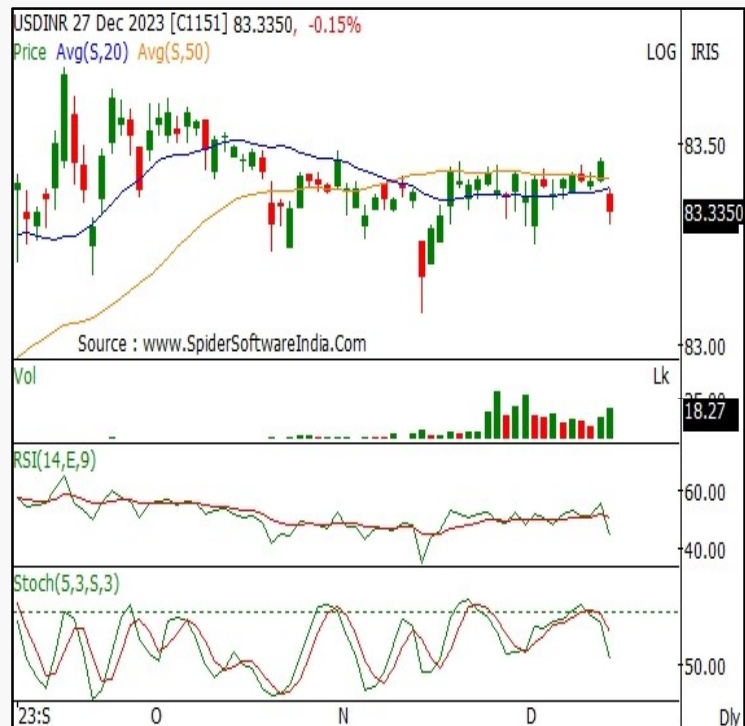 USDINR 27 Dec 2023 [C1151] 83.3350, -0.15%
Price Avg(S,20) Avg(S,50)
LOG IRIS
83.50
83.3350
Source : www.SpiderSoftwareIndia.Com
83.00
Vol
Lk
18.27
RSI(14,E,9)
60.00
40.00
Stoch(5,3,S,3)
50.00
23:S O N D Dly